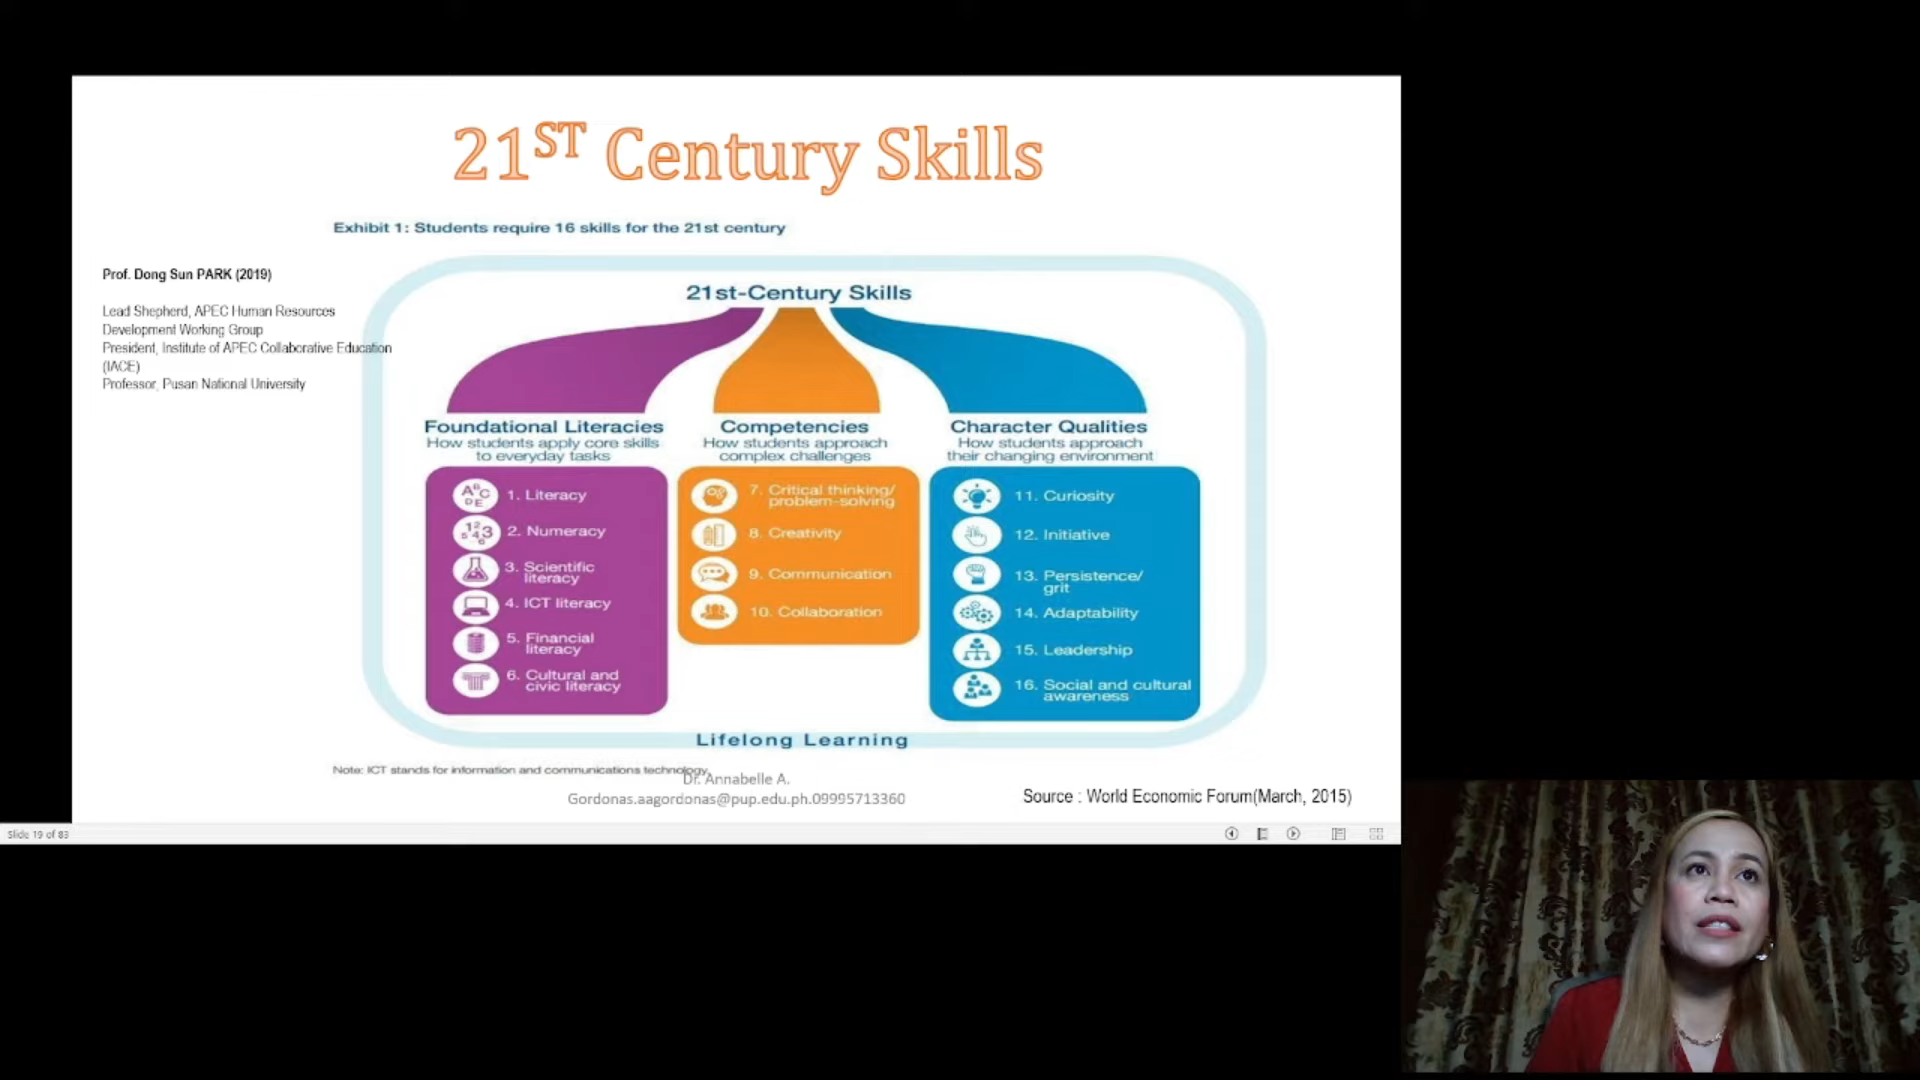 21ST Century Skills
Exhibit 1: Students require 16 skills for the 21st century
Prof. Dong Sun PARK (2019)
Lead Shepherd, APEC Human Resources
Development Working Group
President, Institute of APEC Collaborative Education
(IACE)
Professor, Pusan National University
21st-Century Skills
Foundational Literacies
How students apply core skills
to everyday tasks
ABC
DE
1. Literacy
123
5436
2. Numeracy
3. Scientific
literacy
4. ICT literacy
5. Financial
literacy
6. Cultural and
civic literacy
Competencies
How students approach
complex challenges
7. Critical thinking/
problem-solving
8. Creativity
9. Communication
10. Collaboration
Character Qualities
How students approach
their changing environment
11. Curiosity
12. Initiative
13. Persistence/
grit
14. Adaptability
15. Leadership
16. Social and cultural
awareness
Lifelong Learning
Note: ICT stands for information and communications technology.
Dr. Annabelle A.
Gordonas.aagordonas@pup.edu.ph.09995713360
Source : World Economic Forum(March, 2015)
Slide 19 of 83